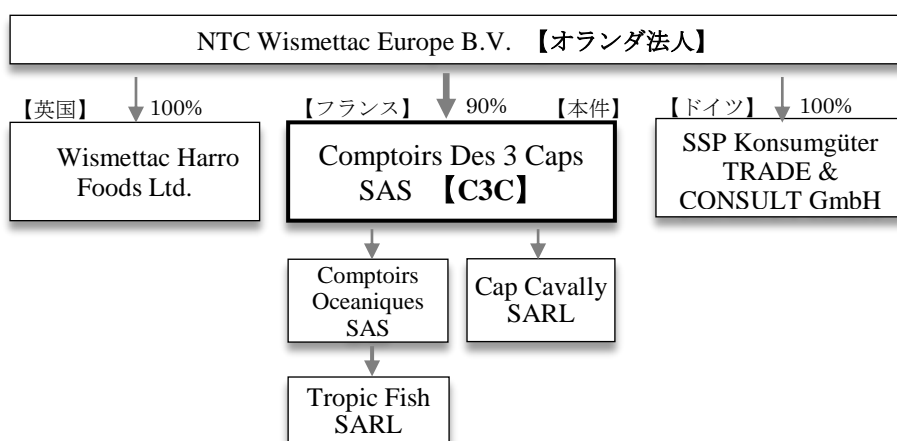 NTC Wismettac Europe B.V. 【オランダ法人】
【英国】 100%
【フランス】 90% 【本件】
【ドイツ】 100%
Wismettac Harro
Foods Ltd.
Comptoirs Des 3 Caps
SAS 【C3C】
SSP Konsumgüter
TRADE &
CONSULT GmbH
Comptoirs
Oceaniques
SAS
Cap Cavally
SARL
Tropic Fish
SARL